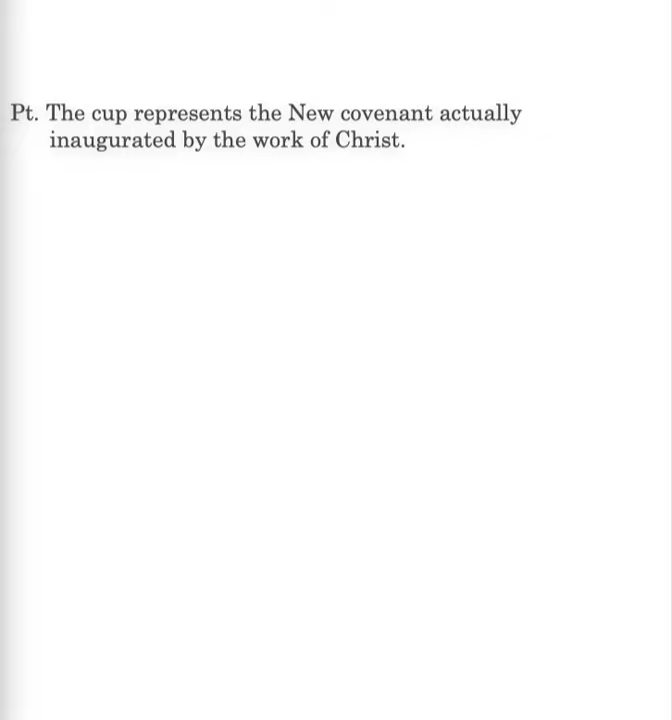 Pt. The cup represents the New covenant actually
inaugurated by the work of Christ.